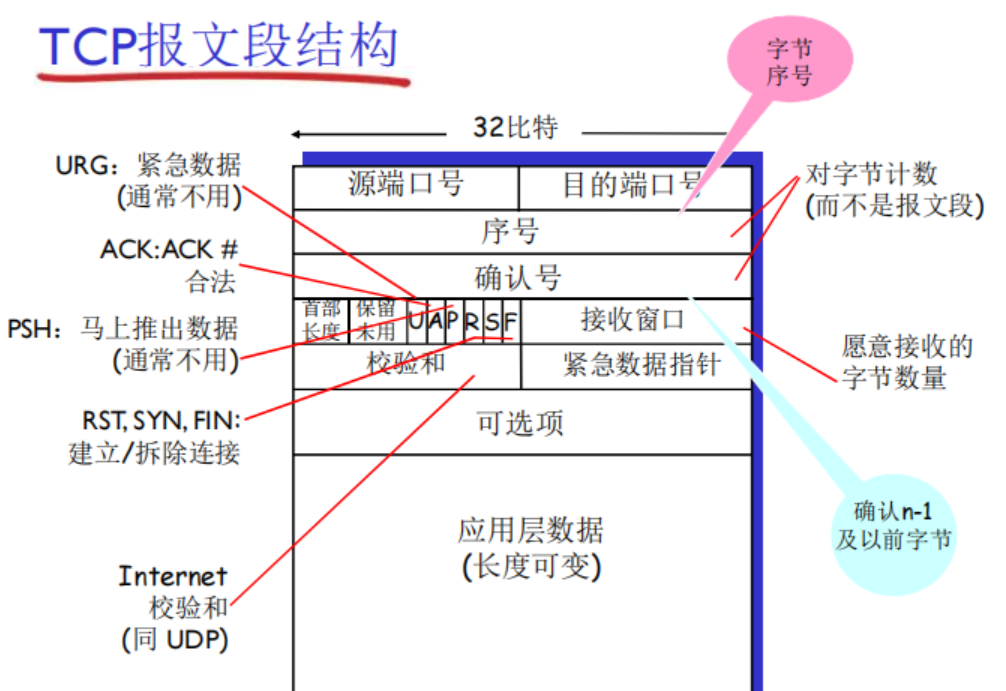 TCP报文段结构
字节
序号
32比特
URG：紧急数据
(通常不用)
源端口号
目的端口号
对字节计数
(而不是报文段)
序号
ACK:ACK #
合法
确认号
首部
长度
保留
未用
U
A
P
R
S
F
接收窗口
PSH：马上推出数据
(通常不用)
愿意接收的
字节数量
校验和
紧急数据指针
RST, SYN, FIN:
建立/拆除连接
可选项
确认n-1
及以前字节
应用层数据
(长度可变)
Internet
校验和
(同 UDP)